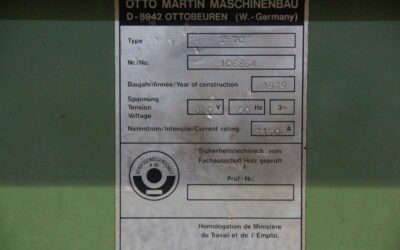 OTTO MARTIN MASCHINENBAU
D-8942 OTTOBEUREN (W.-Germany)
Type 70
Nr./No. 106864
Baujahr/Année/Year of construction 1979
Spannung
Tension 380 V 50 Hz 3~
Voltage
Nennstrom/Intensité/Current rating 11.0 A
Sicherheitstechnisch vom
Fachausschuß Holz geprüft
Prüf-Nr.:
Homologation de Ministère
du Travail et de l'Emploi,